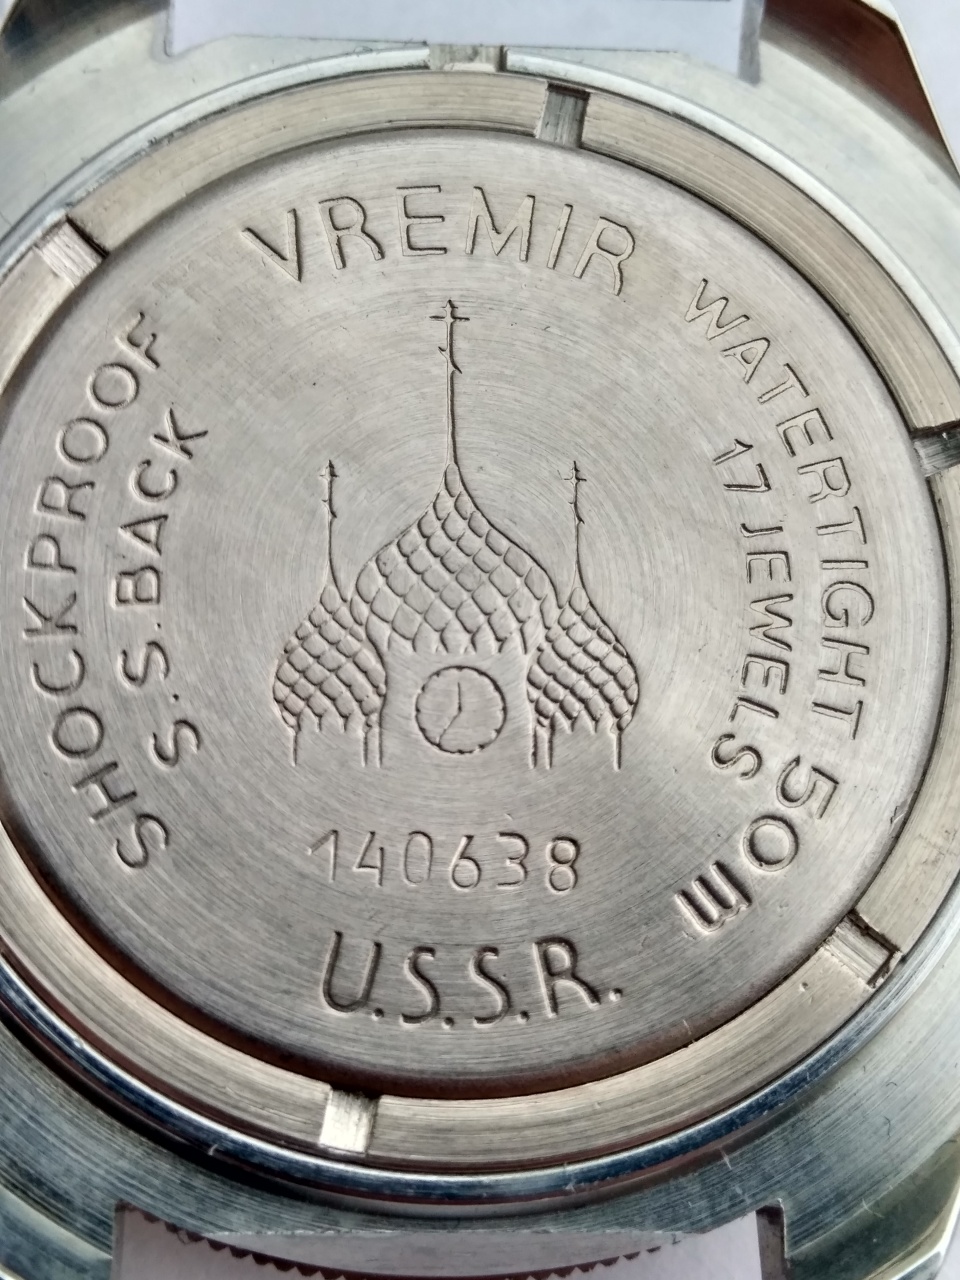 VREMIR
WATERTIGHT 50m
17 JEWELS
SHOCKPROOF
S.S.BACK
140638
U.S.S.R.